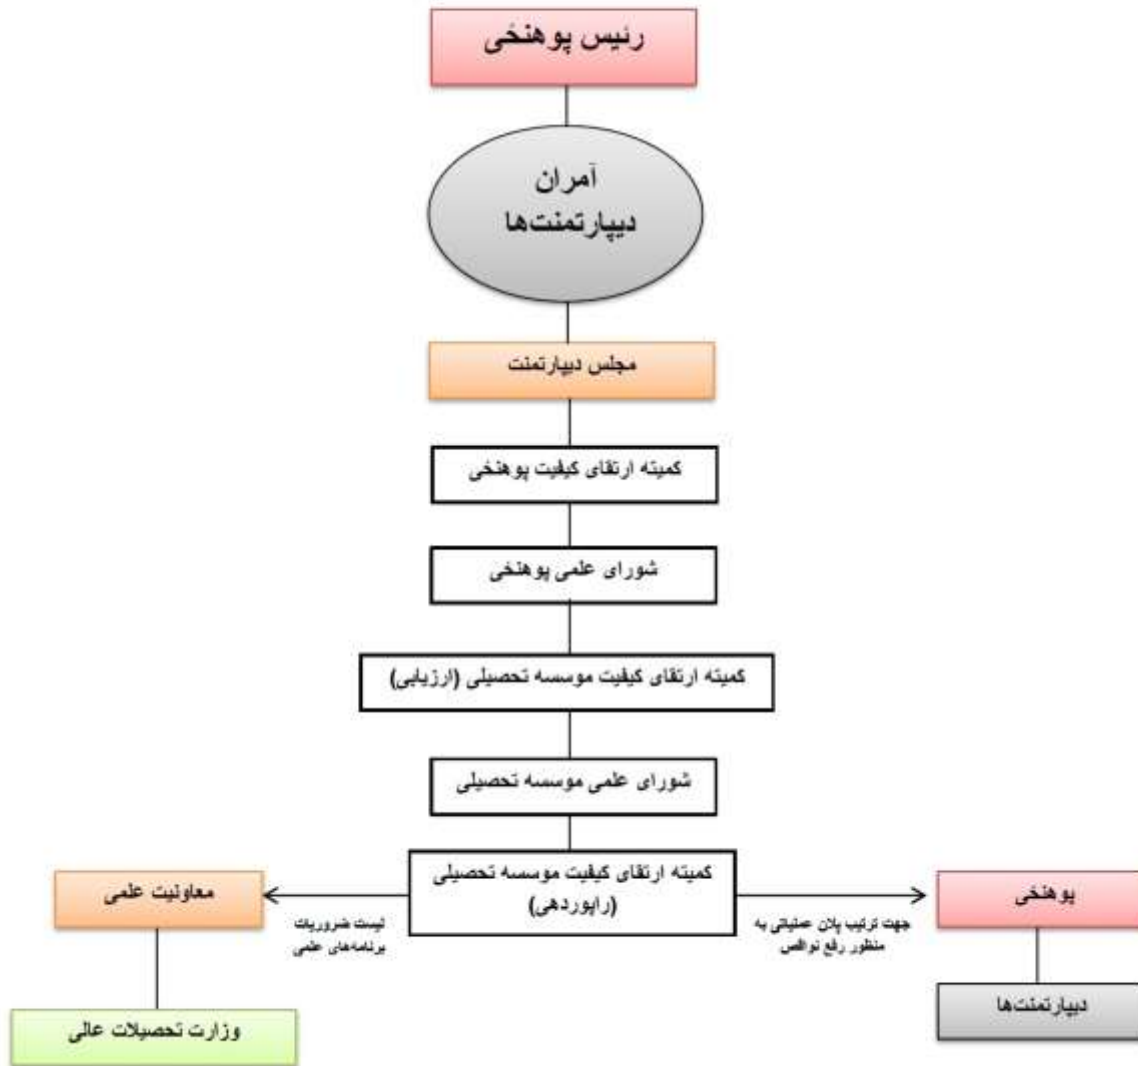 رئیس پوهنځی
آمران
دیپارتمنت‌ها
مجلس دیپارتمنت
کمیته ارتقای کیفیت پوهنځی
شورای علمی پوهنځی
کمیته ارتقای کیفیت موسسه تحصیلی (ارزیابی)
شورای علمی موسسه تحصیلی
کمیته ارتقای کیفیت موسسه تحصیلی
(راپوردهی)
پوهنځی
جهت ترتیب پلان عملیاتی به
منظور رفع نواقص
دیپارتمنت‌ها
معاونیت علمی
لیست ضروریات
برنامه‌های علمی
وزارت تحصیلات عالی